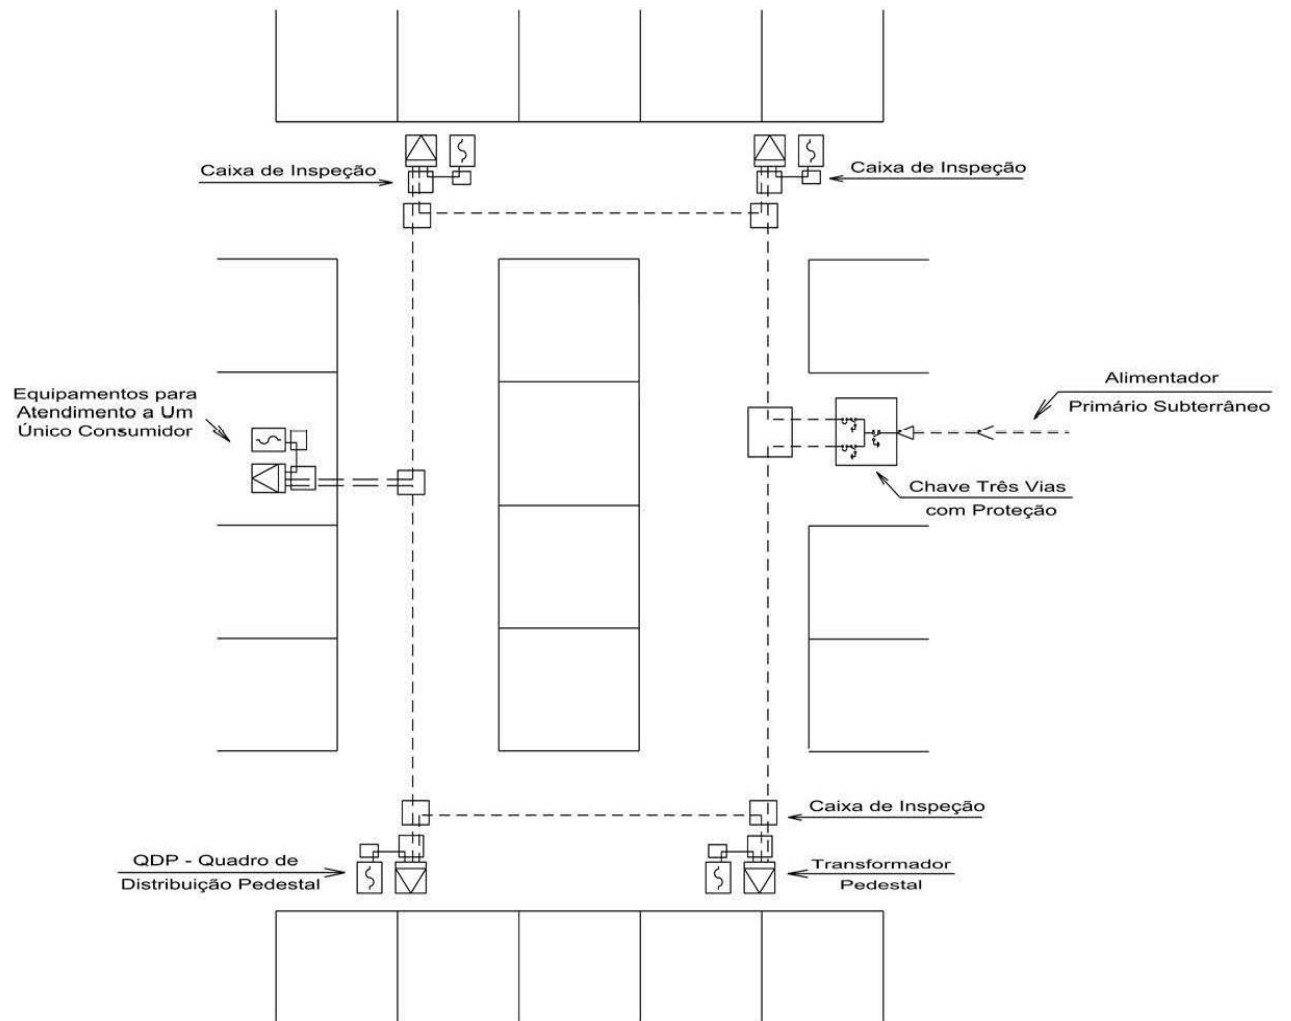 Caixa de Inspeção
Caixa de Inspeção
Equipamentos para
Atendimento a Um
Único Consumidor
Alimentador
Primário Subterrâneo
Chave Três Vias
com Proteção
Caixa de Inspeção
QDP - Quadro de
Distribuição Pedestal
Transformador
Pedestal